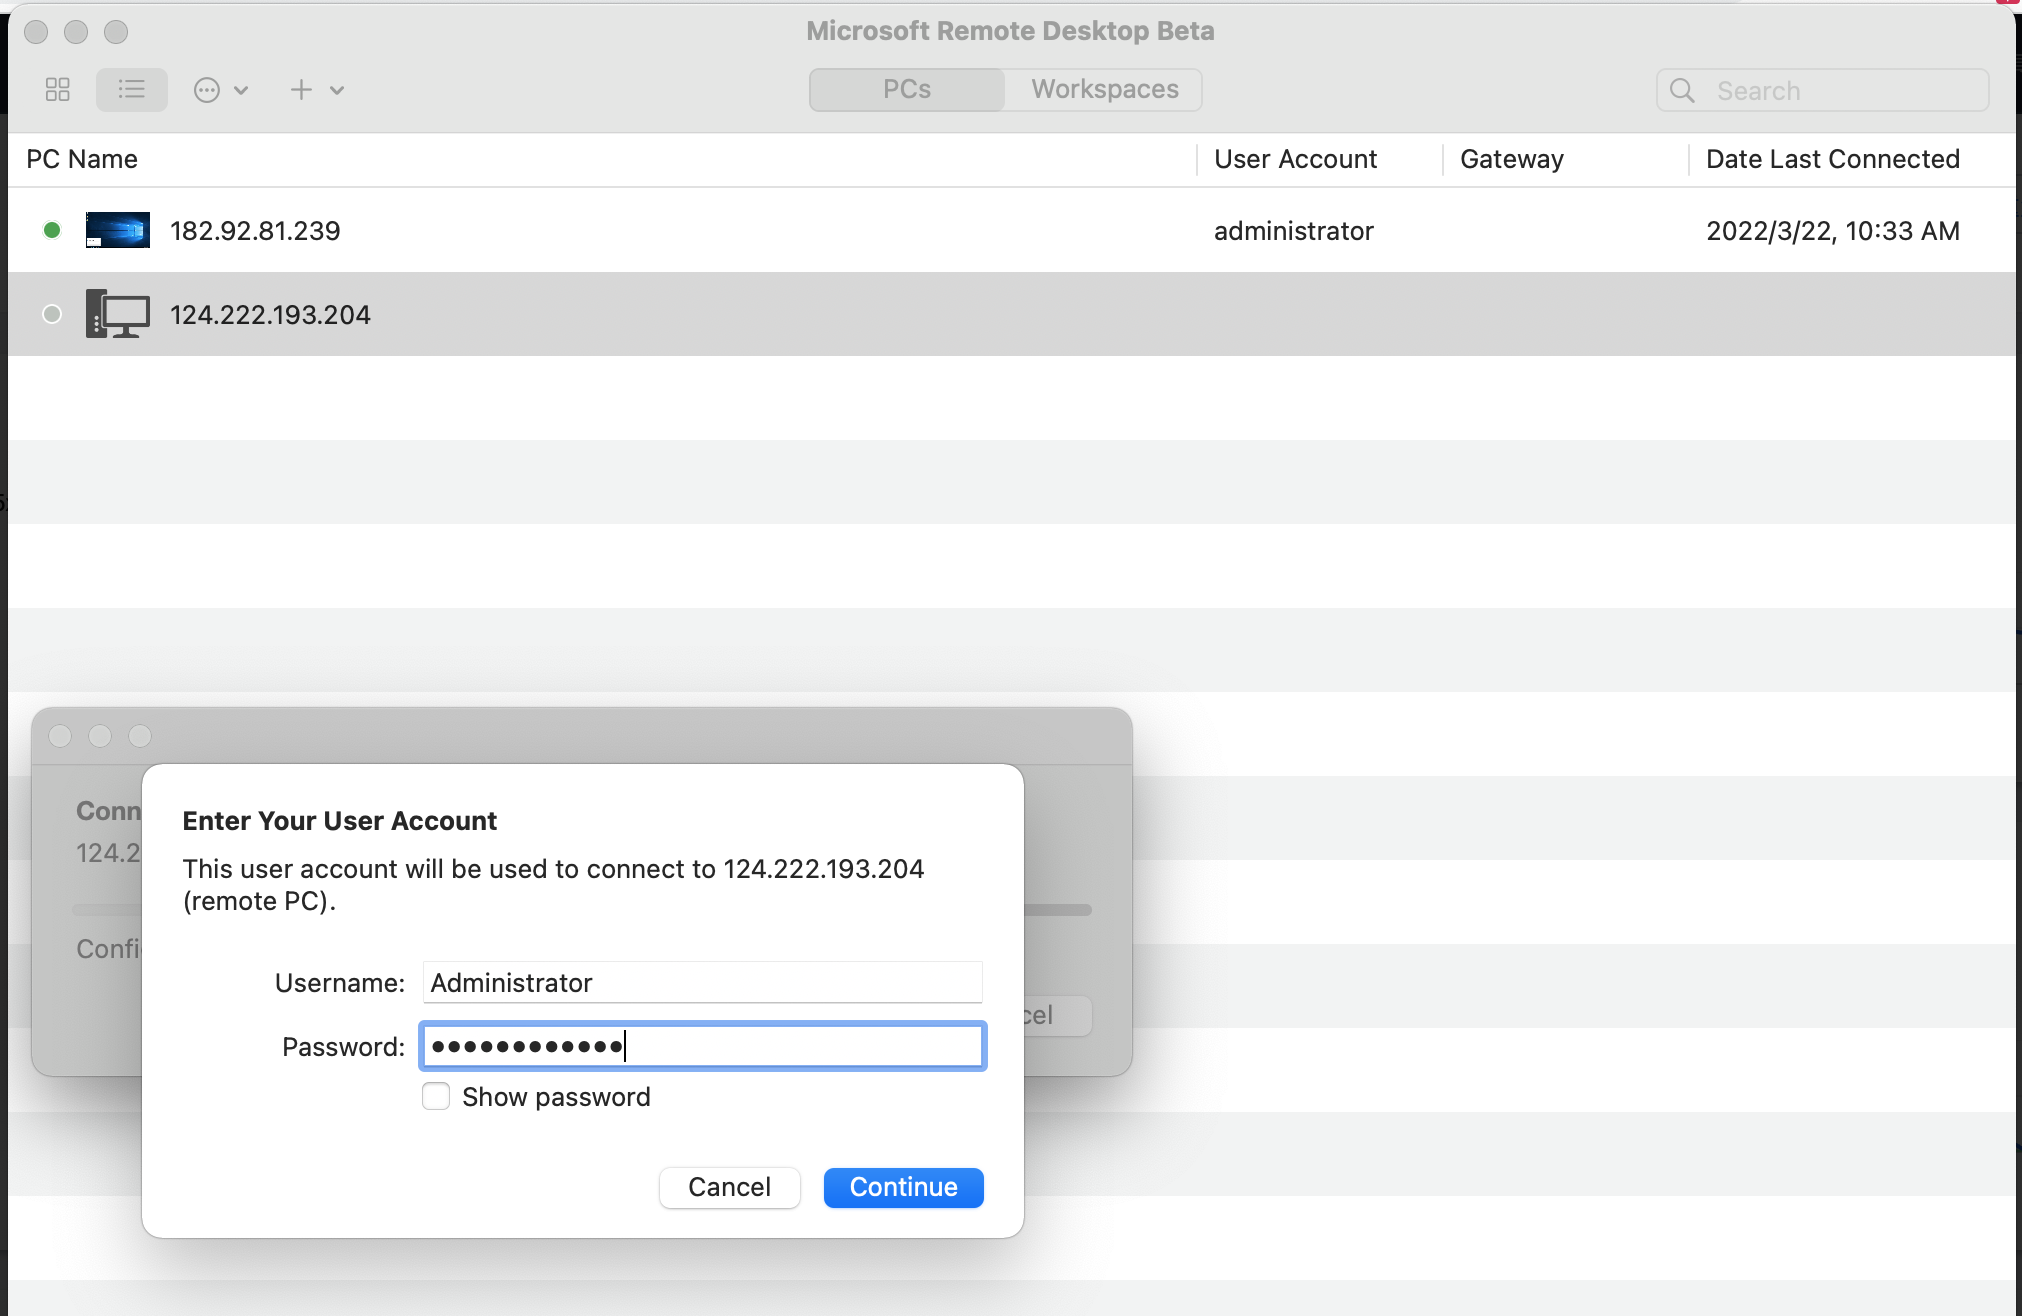 Microsoft Remote Desktop Beta
PCs Workspaces Search
PC Name User Account Gateway Date Last Connected
182.92.81.239 administrator 2022/3/22, 10:33 AM
124.222.193.204
Conn
124.2
Confi
cel
Enter Your User Account
This user account will be used to connect to 124.222.193.204
(remote PC).
Username: Administrator
Password: ••••••••••••
Show password
Cancel Continue